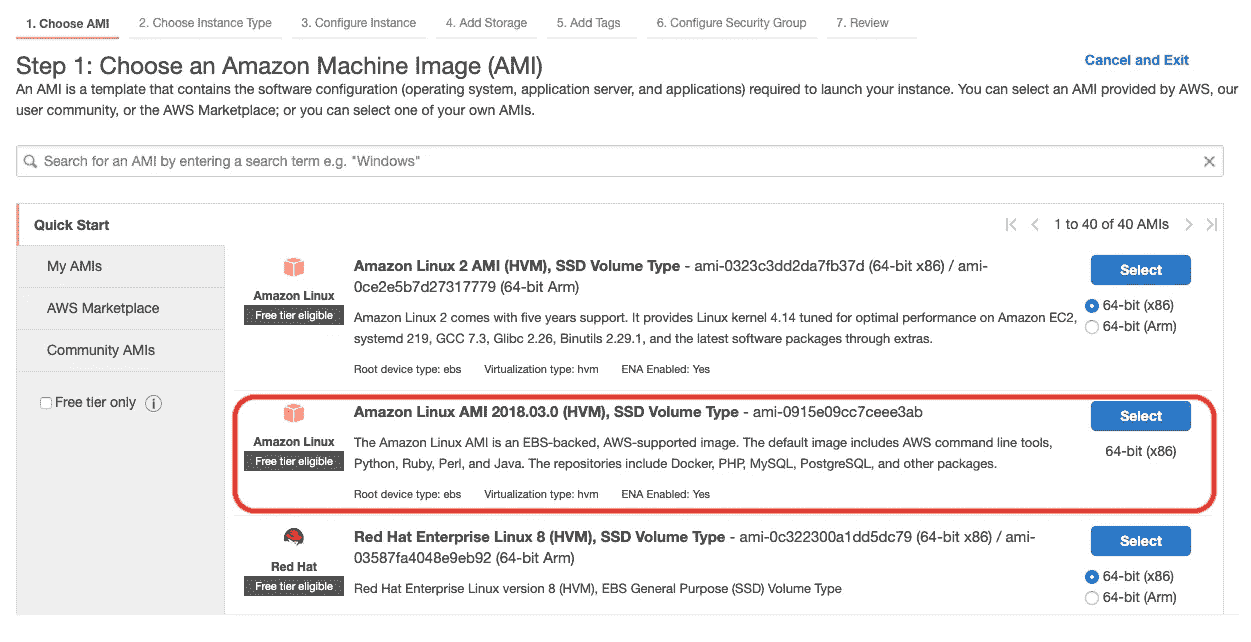 1. Choose AMI 2. Choose Instance Type 3. Configure Instance 4. Add Storage 5. Add Tags 6. Configure Security Group 7. Review
Step 1: Choose an Amazon Machine Image (AMI)
Cancel and Exit
An AMI is a template that contains the software configuration (operating system, application server, and applications) required to launch your instance. You can select an AMI provided by AWS, our
user community, or the AWS Marketplace; or you can select one of your own AMIs.
Search for an AMI by entering a search term e.g. "Windows"
Quick Start
1 to 40 of 40 AMIs
My AMIs
AWS Marketplace
Community AMIs
Free tier only
Amazon Linux
Free tier eligible
Amazon Linux 2 AMI (HVM), SSD Volume Type - ami-0323c3dd2da7fb37d (64-bit x86) / ami-
0ce2e5b7d27317779 (64-bit Arm)
Amazon Linux 2 comes with five years support. It provides Linux kernel 4.14 tuned for optimal performance on Amazon EC2,
systemd 219, GCC 7.3, Glibc 2.26, Binutils 2.29.1, and the latest software packages through extras.
Root device type: ebs Virtualization type: hvm ENA Enabled: Yes
Select
64-bit (x86)
64-bit (Arm)
Amazon Linux
Free tier eligible
Amazon Linux AMI 2018.03.0 (HVM), SSD Volume Type - ami-0915e09cc7ceee3ab
The Amazon Linux AMI is an EBS-backed, AWS-supported image. The default image includes AWS command line tools,
Python, Ruby, Perl, and Java. The repositories include Docker, PHP, MySQL, PostgreSQL, and other packages.
Root device type: ebs Virtualization type: hvm ENA Enabled: Yes
Select
64-bit (x86)
Red Hat
Free tier eligible
Red Hat Enterprise Linux 8 (HVM), SSD Volume Type - ami-0c322300a1dd5dc79 (64-bit x86) / ami-
03587fa4048e9eb92 (64-bit Arm)
Red Hat Enterprise Linux version 8 (HVM), EBS General Purpose (SSD) Volume Type
Select
64-bit (x86)
64-bit (Arm)